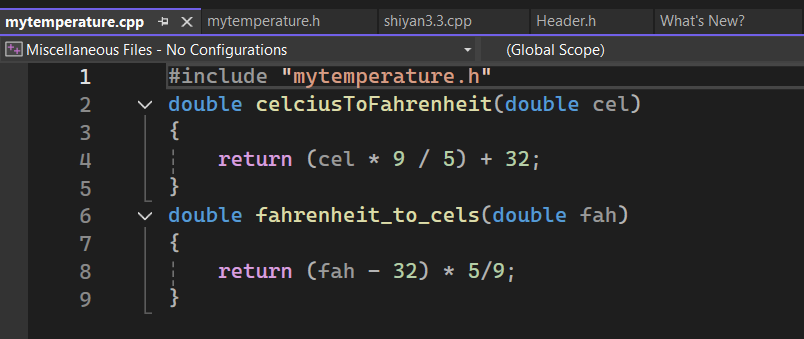 mytemperature.cpp mytemperature.h shiyan3.3.cpp Header.h What's New?
Miscellaneous Files - No Configurations (Global Scope)
1 #include "mytemperature.h"
2 double celciusToFahrenheit(double cel)
3 {
4 return (cel * 9 / 5) + 32;
5 }
6 double fahrenheit_to_cels(double fah)
7 {
8 return (fah - 32) * 5/9;
9 }